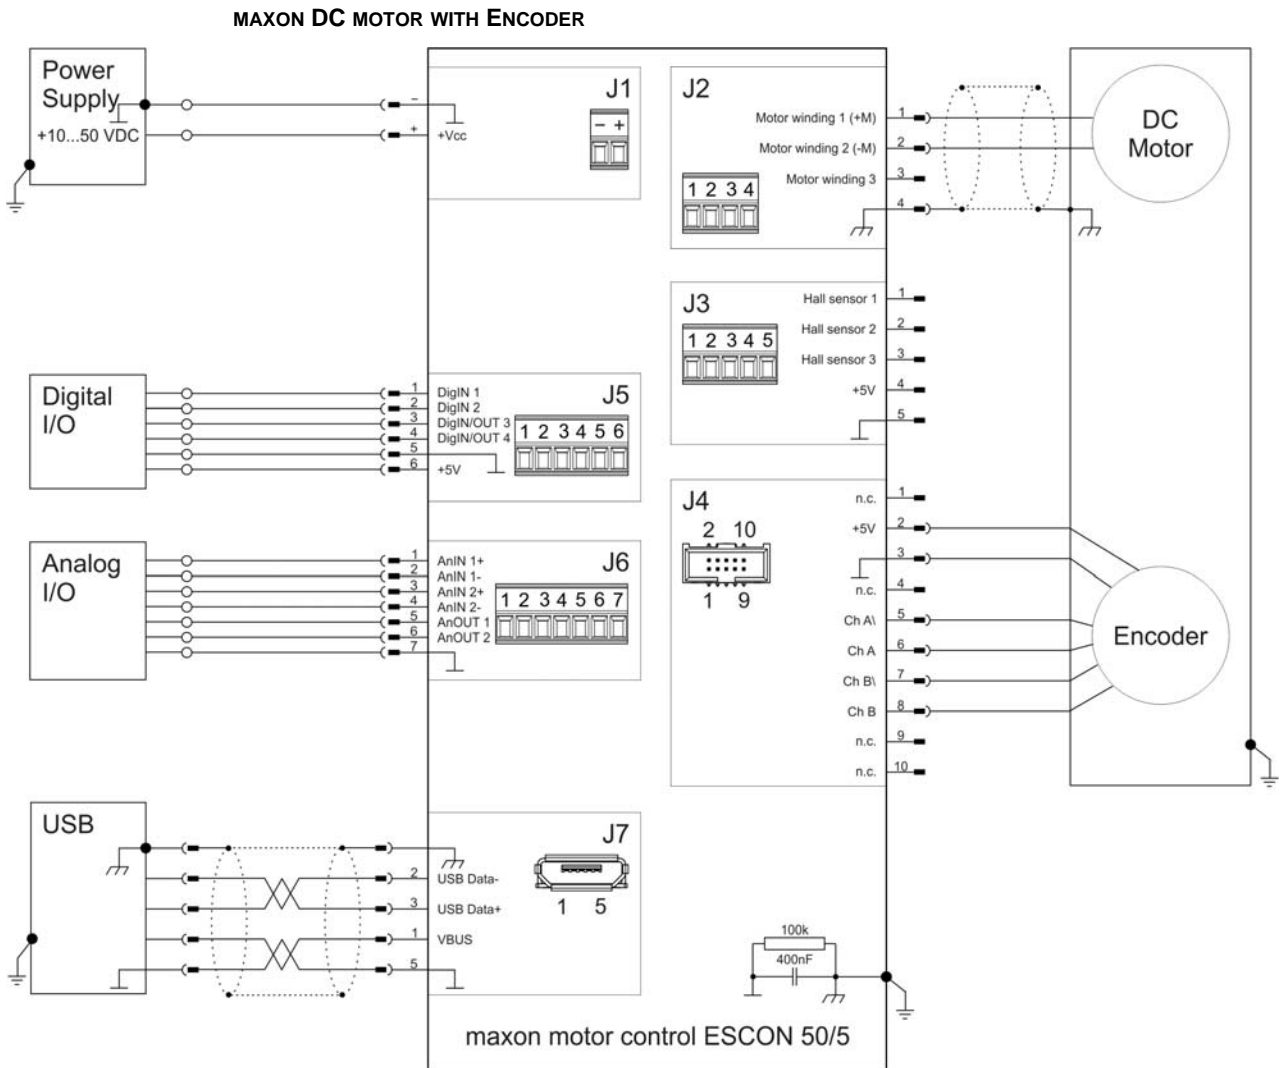 MAXON DC MOTOR WITH ENCODER
Power
Supply
+10...50 VDC
−
+
+Vcc
J1
− +
J2
1 2 3 4
Motor winding 1 (+M)
1
Motor winding 2 (-M)
2
Motor winding 3
3
4
DC
Motor
J3
1 2 3 4 5
Hall sensor 1
1
Hall sensor 2
2
Hall sensor 3
3
+5V
4
5
Digital
I/O
1
DigIN 1
2
DigIN 2
3
DigIN/OUT 3
4
DigIN/OUT 4
5
6
+5V
J5
1 2 3 4 5 6
J4
2 10
1 9
n.c.
1
+5V
2
3
n.c.
4
Ch A\
5
Ch A
6
Ch B\
7
Ch B
8
n.c.
9
n.c.
10
Encoder
Analog
I/O
1
AnIN 1+
2
AnIN 1-
3
AnIN 2+
4
AnIN 2-
5
AnOUT 1
6
AnOUT 2
7
J6
1 2 3 4 5 6 7
USB
2
USB Data-
3
USB Data+
1
VBUS
5
J7
1 5
100k
400nF
maxon motor control ESCON 50/5